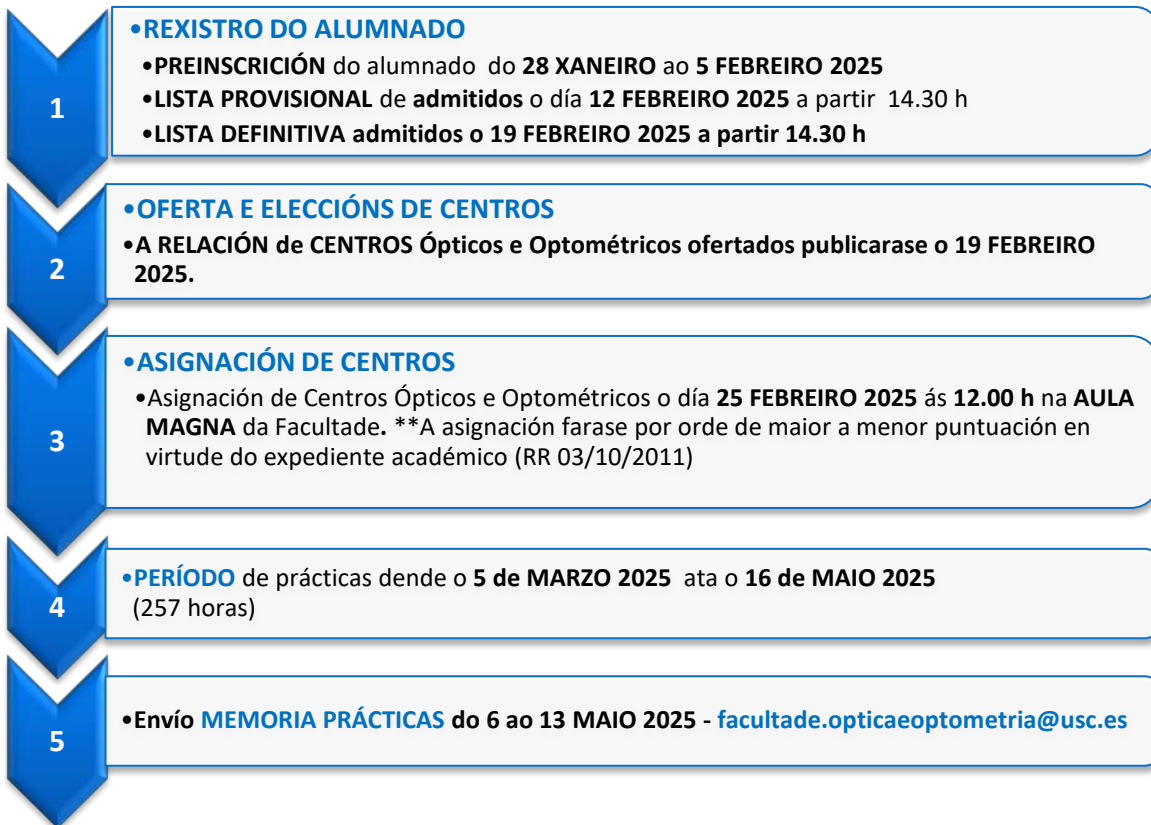 1
•REXISTRO DO ALUMNADO
•PREINSCRICIÓN do alumnado do 28 XANEIRO ao 5 FEBREIRO 2025
•LISTA PROVISIONAL de admitidos o día 12 FEBREIRO 2025 a partir 14.30 h
•LISTA DEFINITIVA admitidos o 19 FEBREIRO 2025 a partir 14.30 h
2
•OFERTA E ELECCIÓNS DE CENTROS
•A RELACIÓN de CENTROS Ópticos e Optométricos ofertados publicarase o 19 FEBREIRO
2025.
3
•ASIGNACIÓN DE CENTROS
•Asignación de Centros Ópticos e Optométricos o día 25 FEBREIRO 2025 ás 12.00 h na AULA
MAGNA da Facultade. **A asignación farase por orde de maior a menor puntuación en
virtude do expediente académico (RR 03/10/2011)
4
•PERÍODO de prácticas dende o 5 de MARZO 2025 ata o 16 de MAIO 2025
(257 horas)
5
•Envío MEMORIA PRÁCTICAS do 6 ao 13 MAIO 2025 - facultade.opticaeoptometria@usc.es